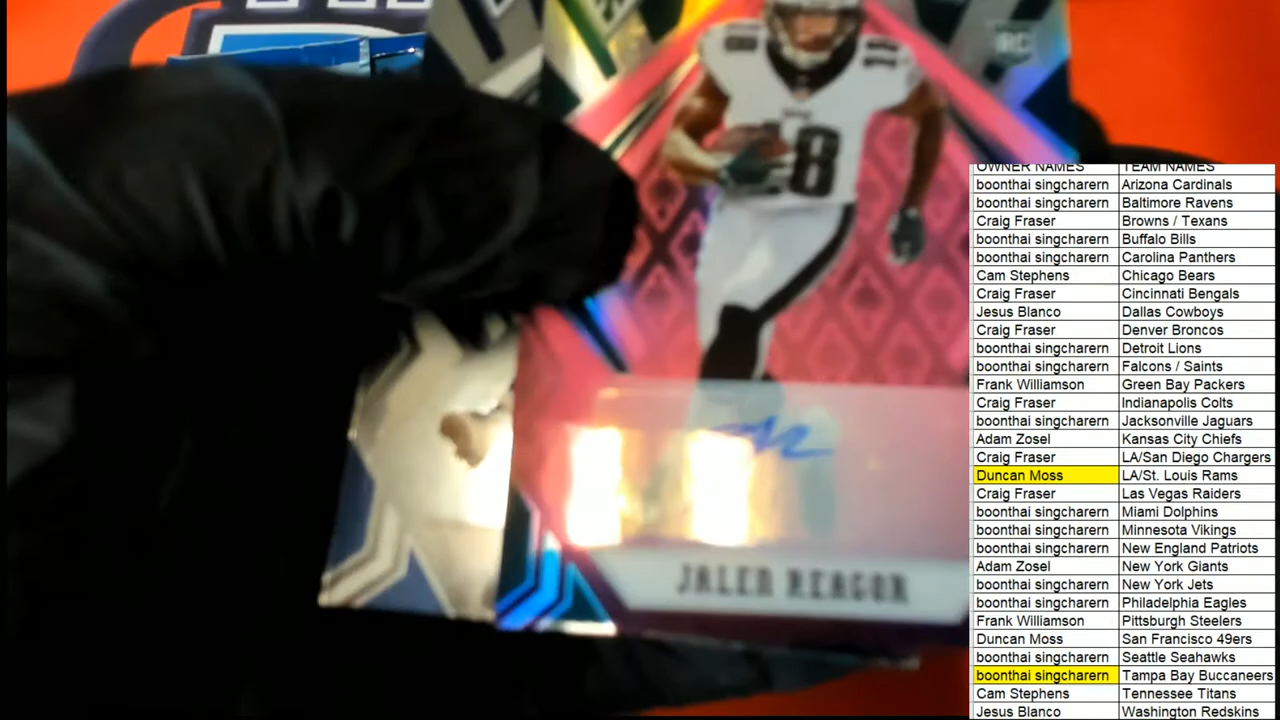 18
18
RC
18
JALEN REAGOR
OWNER NAMES TEAM NAMES
boonthai singcharern Arizona Cardinals
boonthai singcharern Baltimore Ravens
Craig Fraser Browns / Texans
boonthai singcharern Buffalo Bills
boonthai singcharern Carolina Panthers
Cam Stephens Chicago Bears
Craig Fraser Cincinnati Bengals
Jesus Blanco Dallas Cowboys
Craig Fraser Denver Broncos
boonthai singcharern Detroit Lions
boonthai singcharern Falcons / Saints
Frank Williamson Green Bay Packers
Craig Fraser Indianapolis Colts
boonthai singcharern Jacksonville Jaguars
Adam Zosel Kansas City Chiefs
Craig Fraser LA/San Diego Chargers
Duncan Moss LA/St. Louis Rams
Craig Fraser Las Vegas Raiders
boonthai singcharern Miami Dolphins
boonthai singcharern Minnesota Vikings
boonthai singcharern New England Patriots
Adam Zosel New York Giants
boonthai singcharern New York Jets
boonthai singcharern Philadelphia Eagles
Frank Williamson Pittsburgh Steelers
Duncan Moss San Francisco 49ers
boonthai singcharern Seattle Seahawks
boonthai singcharern Tampa Bay Buccaneers
Cam Stephens Tennessee Titans
Jesus Blanco Washington Redskins